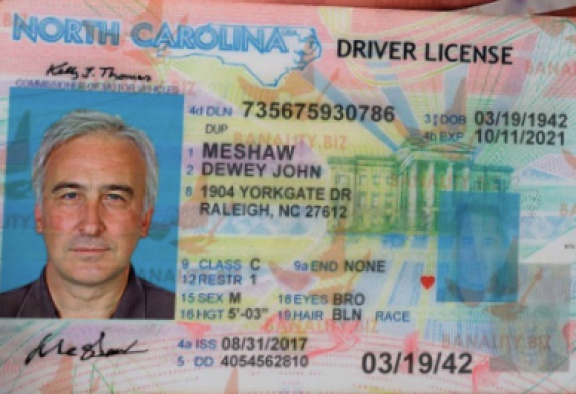 NORTH CAROLINA USA DRIVER LICENSE
Kelly J. Thomas
COMMISSIONER OF MOTOR VEHICLES
4d DLN 735675930786 3 DOB 03/19/1942
DUP 4b EXP 10/11/2021
1 MESHAW
2 DEWEY JOHN
8 1904 YORKGATE DR
RALEIGH, NC 27612
9 CLASS C 9a END NONE
12 RESTR 1
15 SEX M 18 EYES BRO
16 HGT 5'-03" 19 HAIR BLN RACE
4a ISS 08/31/2017
5 DD 4054562810 03/19/42
Meshaw
BANALITY.BIZ